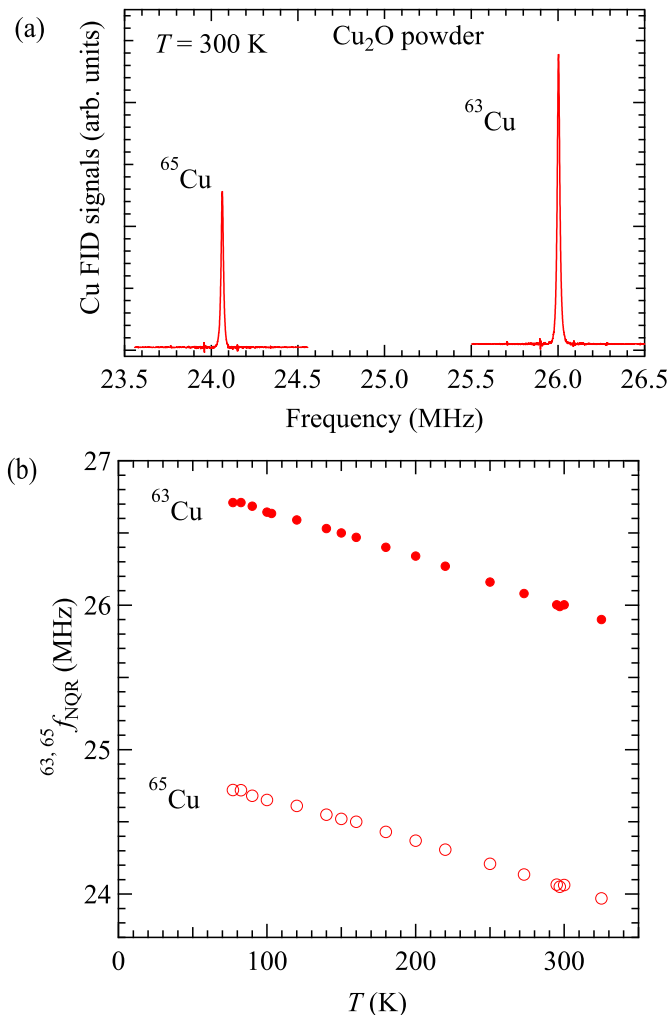 (a)
T = 300 K
Cu₂O powder
⁶³Cu
⁶⁵Cu
Cu FID signals (arb. units)
23.5 24.0 24.5 25.0 25.5 26.0 26.5
Frequency (MHz)
(b)
27
⁶³Cu
26
⁶³,⁶⁵f_NQR (MHz)
25
⁶⁵Cu
24
0 100 200 300
T (K)